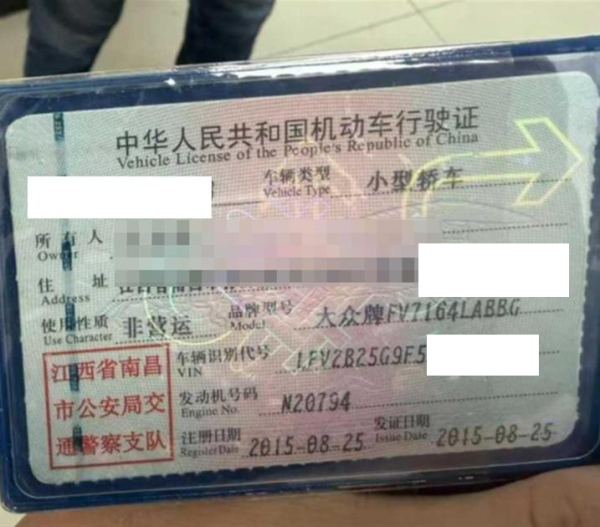 中华人民共和国机动车行驶证
Vehicle License of the People's Republic of China
车辆类型 小型轿车
Vehicle Type
所有人
Owner
住址
Address
使用性质 非营运 品牌型号 大众牌FV7164LABBG
Use Character Model
车辆识别代号 LFV2B25G9F5
VIN
发动机号码 N20794
Engine No.
注册日期 2015-08-25 发证日期 2015-08-25
Register Date Issue Date
江西省南昌
市公安局交
通警察支队